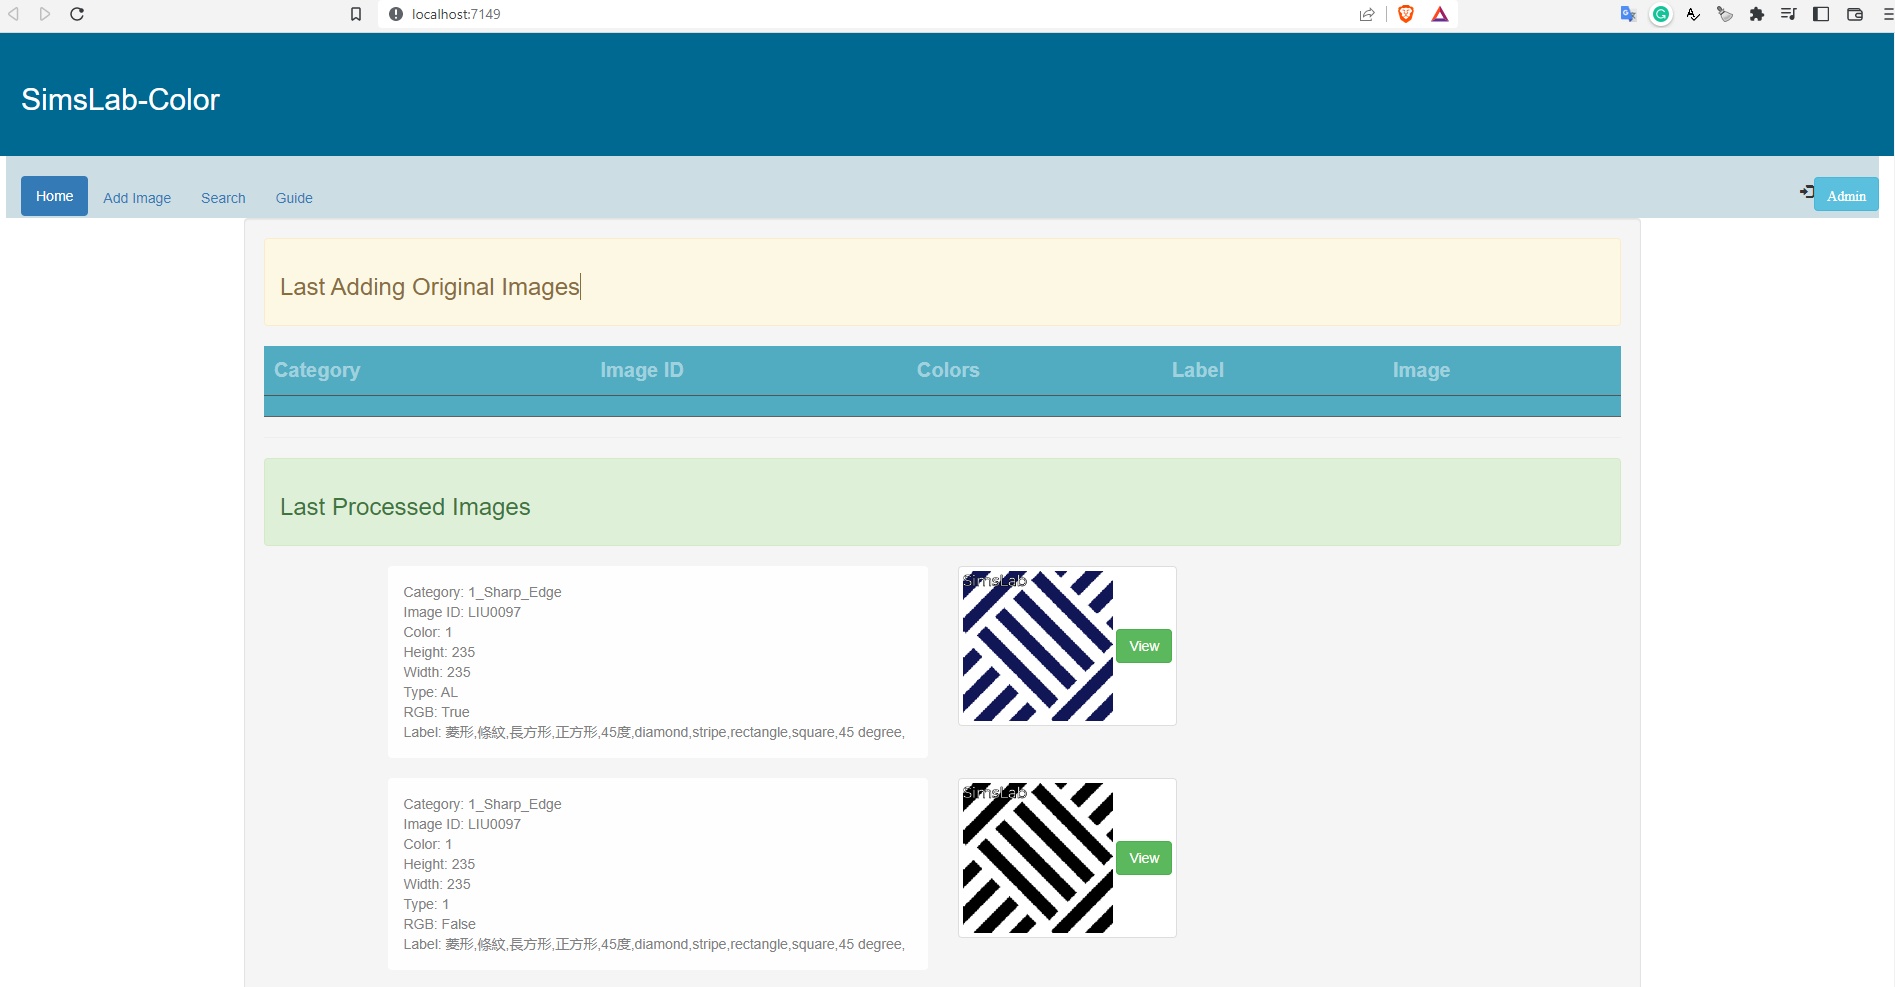 localhost:7149
SimsLab-Color
Home
Add Image
Search
Guide
Admin
Last Adding Original Images
Category Image ID Colors Label Image
Last Processed Images
Category: 1_Sharp_Edge
Image ID: LIU0097
Color: 1
Height: 235
Width: 235
Type: AL
RGB: True
Label: 菱形,條紋,長方形,正方形,45度,diamond,stripe,rectangle,square,45 degree,
SimsLab
View
Category: 1_Sharp_Edge
Image ID: LIU0097
Color: 1
Height: 235
Width: 235
Type: 1
RGB: False
Label: 菱形,條紋,長方形,正方形,45度,diamond,stripe,rectangle,square,45 degree,
SimsLab
View